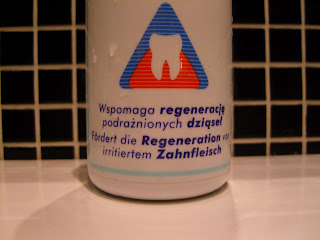 Wspomaga regenerację
podrażnionych dziąseł
Fördert die Regeneration von
irritiertem Zahnfleisch